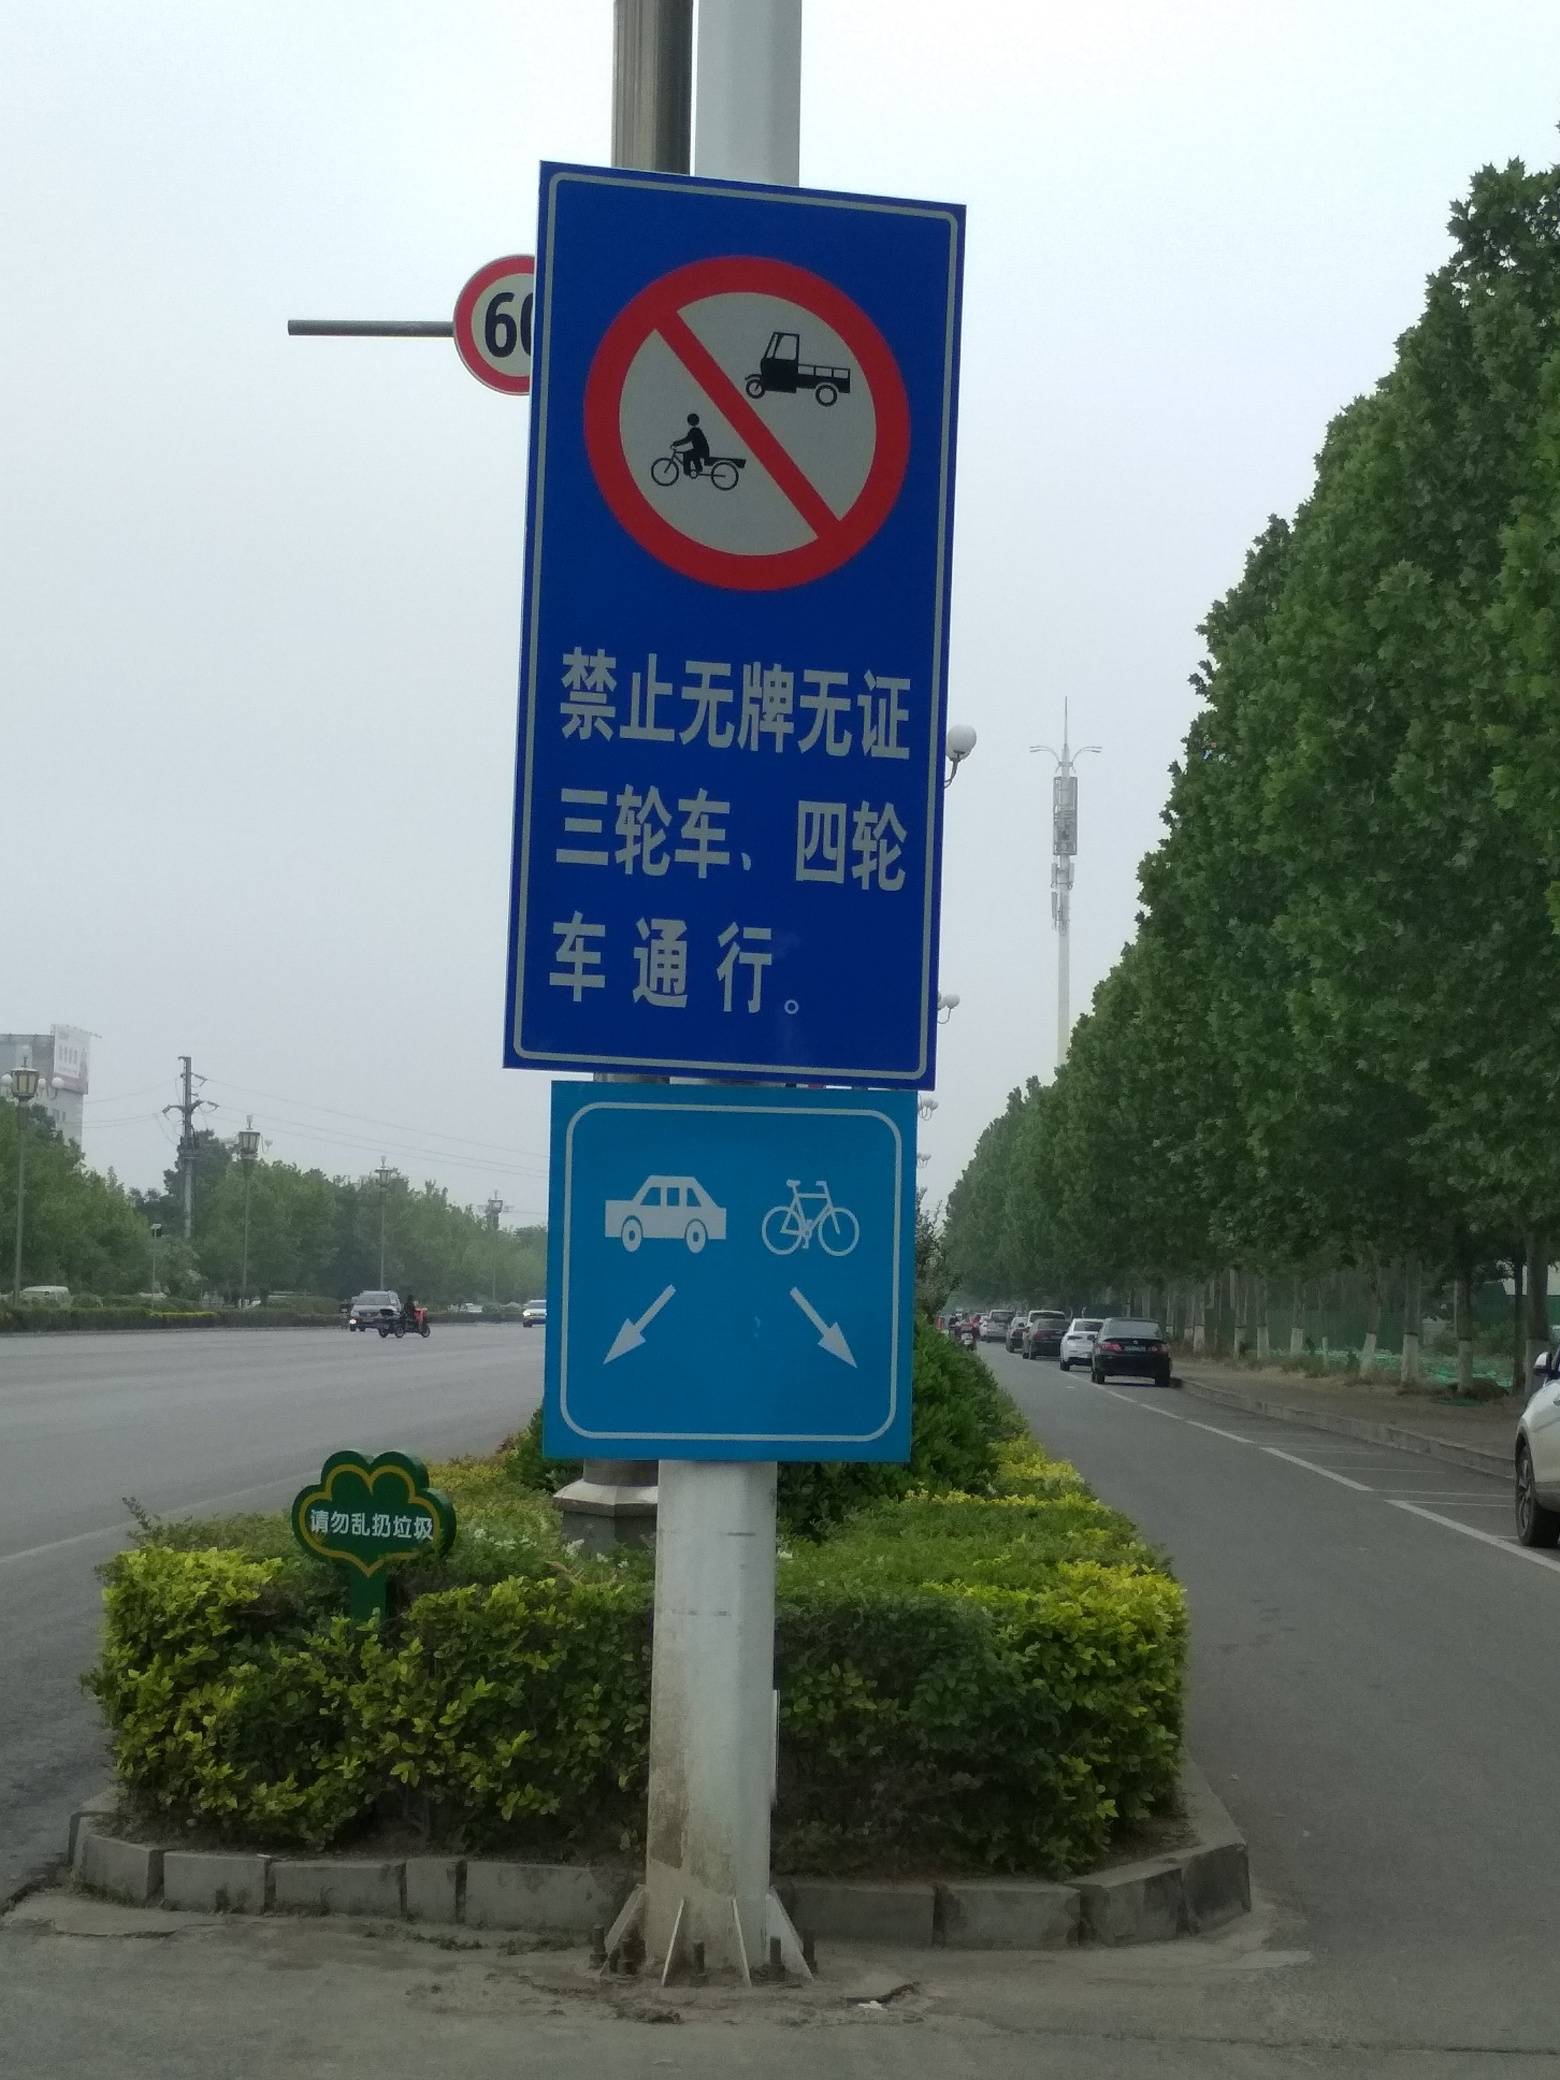 60
禁止无牌无证
三轮车、四轮
车通行。
请勿乱扔垃圾